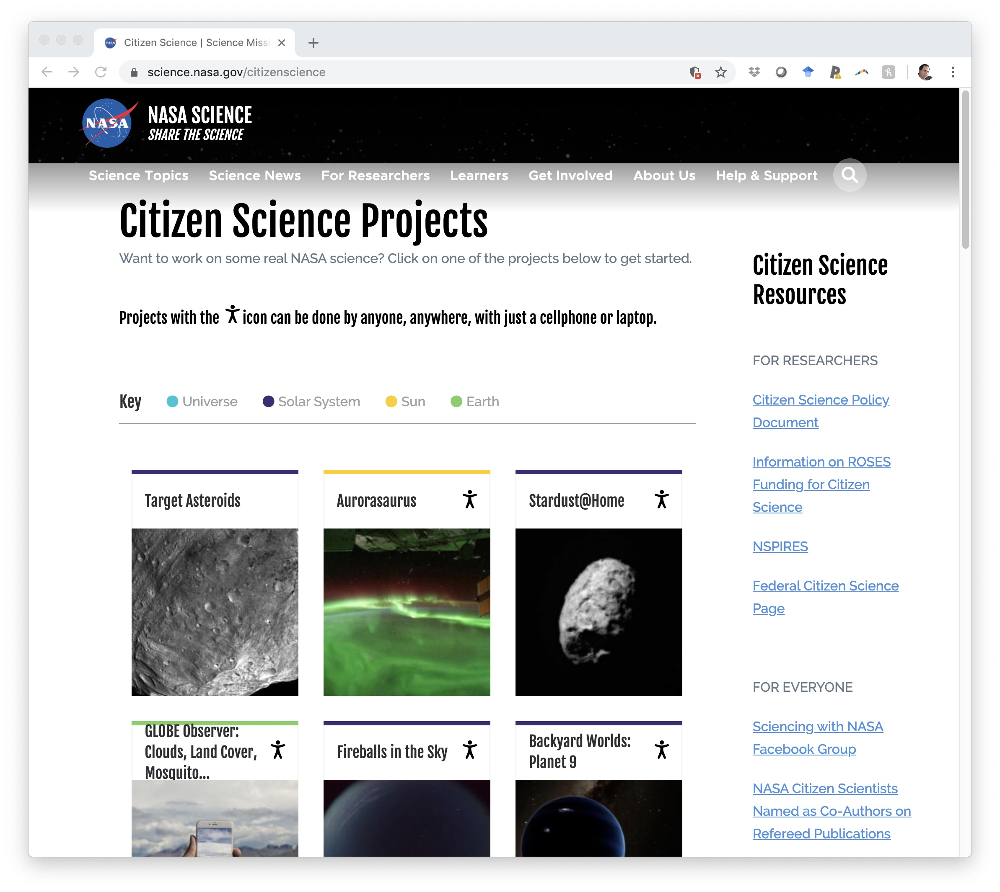 Citizen Science | Science Missi
science.nasa.gov/citizenscience
NASA
NASA SCIENCE
SHARE THE SCIENCE
Science Topics Science News For Researchers Learners Get Involved About Us Help & Support
Citizen Science Projects
Want to work on some real NASA science? Click on one of the projects below to get started.
Projects with the icon can be done by anyone, anywhere, with just a cellphone or laptop.
Key Universe Solar System Sun Earth
Target Asteroids
Aurorasaurus
Stardust@Home
GLOBE Observer:
Clouds, Land Cover,
Mosquito...
Fireballs in the Sky
Backyard Worlds:
Planet 9
Citizen Science
Resources
FOR RESEARCHERS
Citizen Science Policy
Document
Information on ROSES
Funding for Citizen
Science
NSPIRES
Federal Citizen Science
Page
FOR EVERYONE
Sciencing with NASA
Facebook Group
NASA Citizen Scientists
Named as Co-Authors on
Refereed Publications